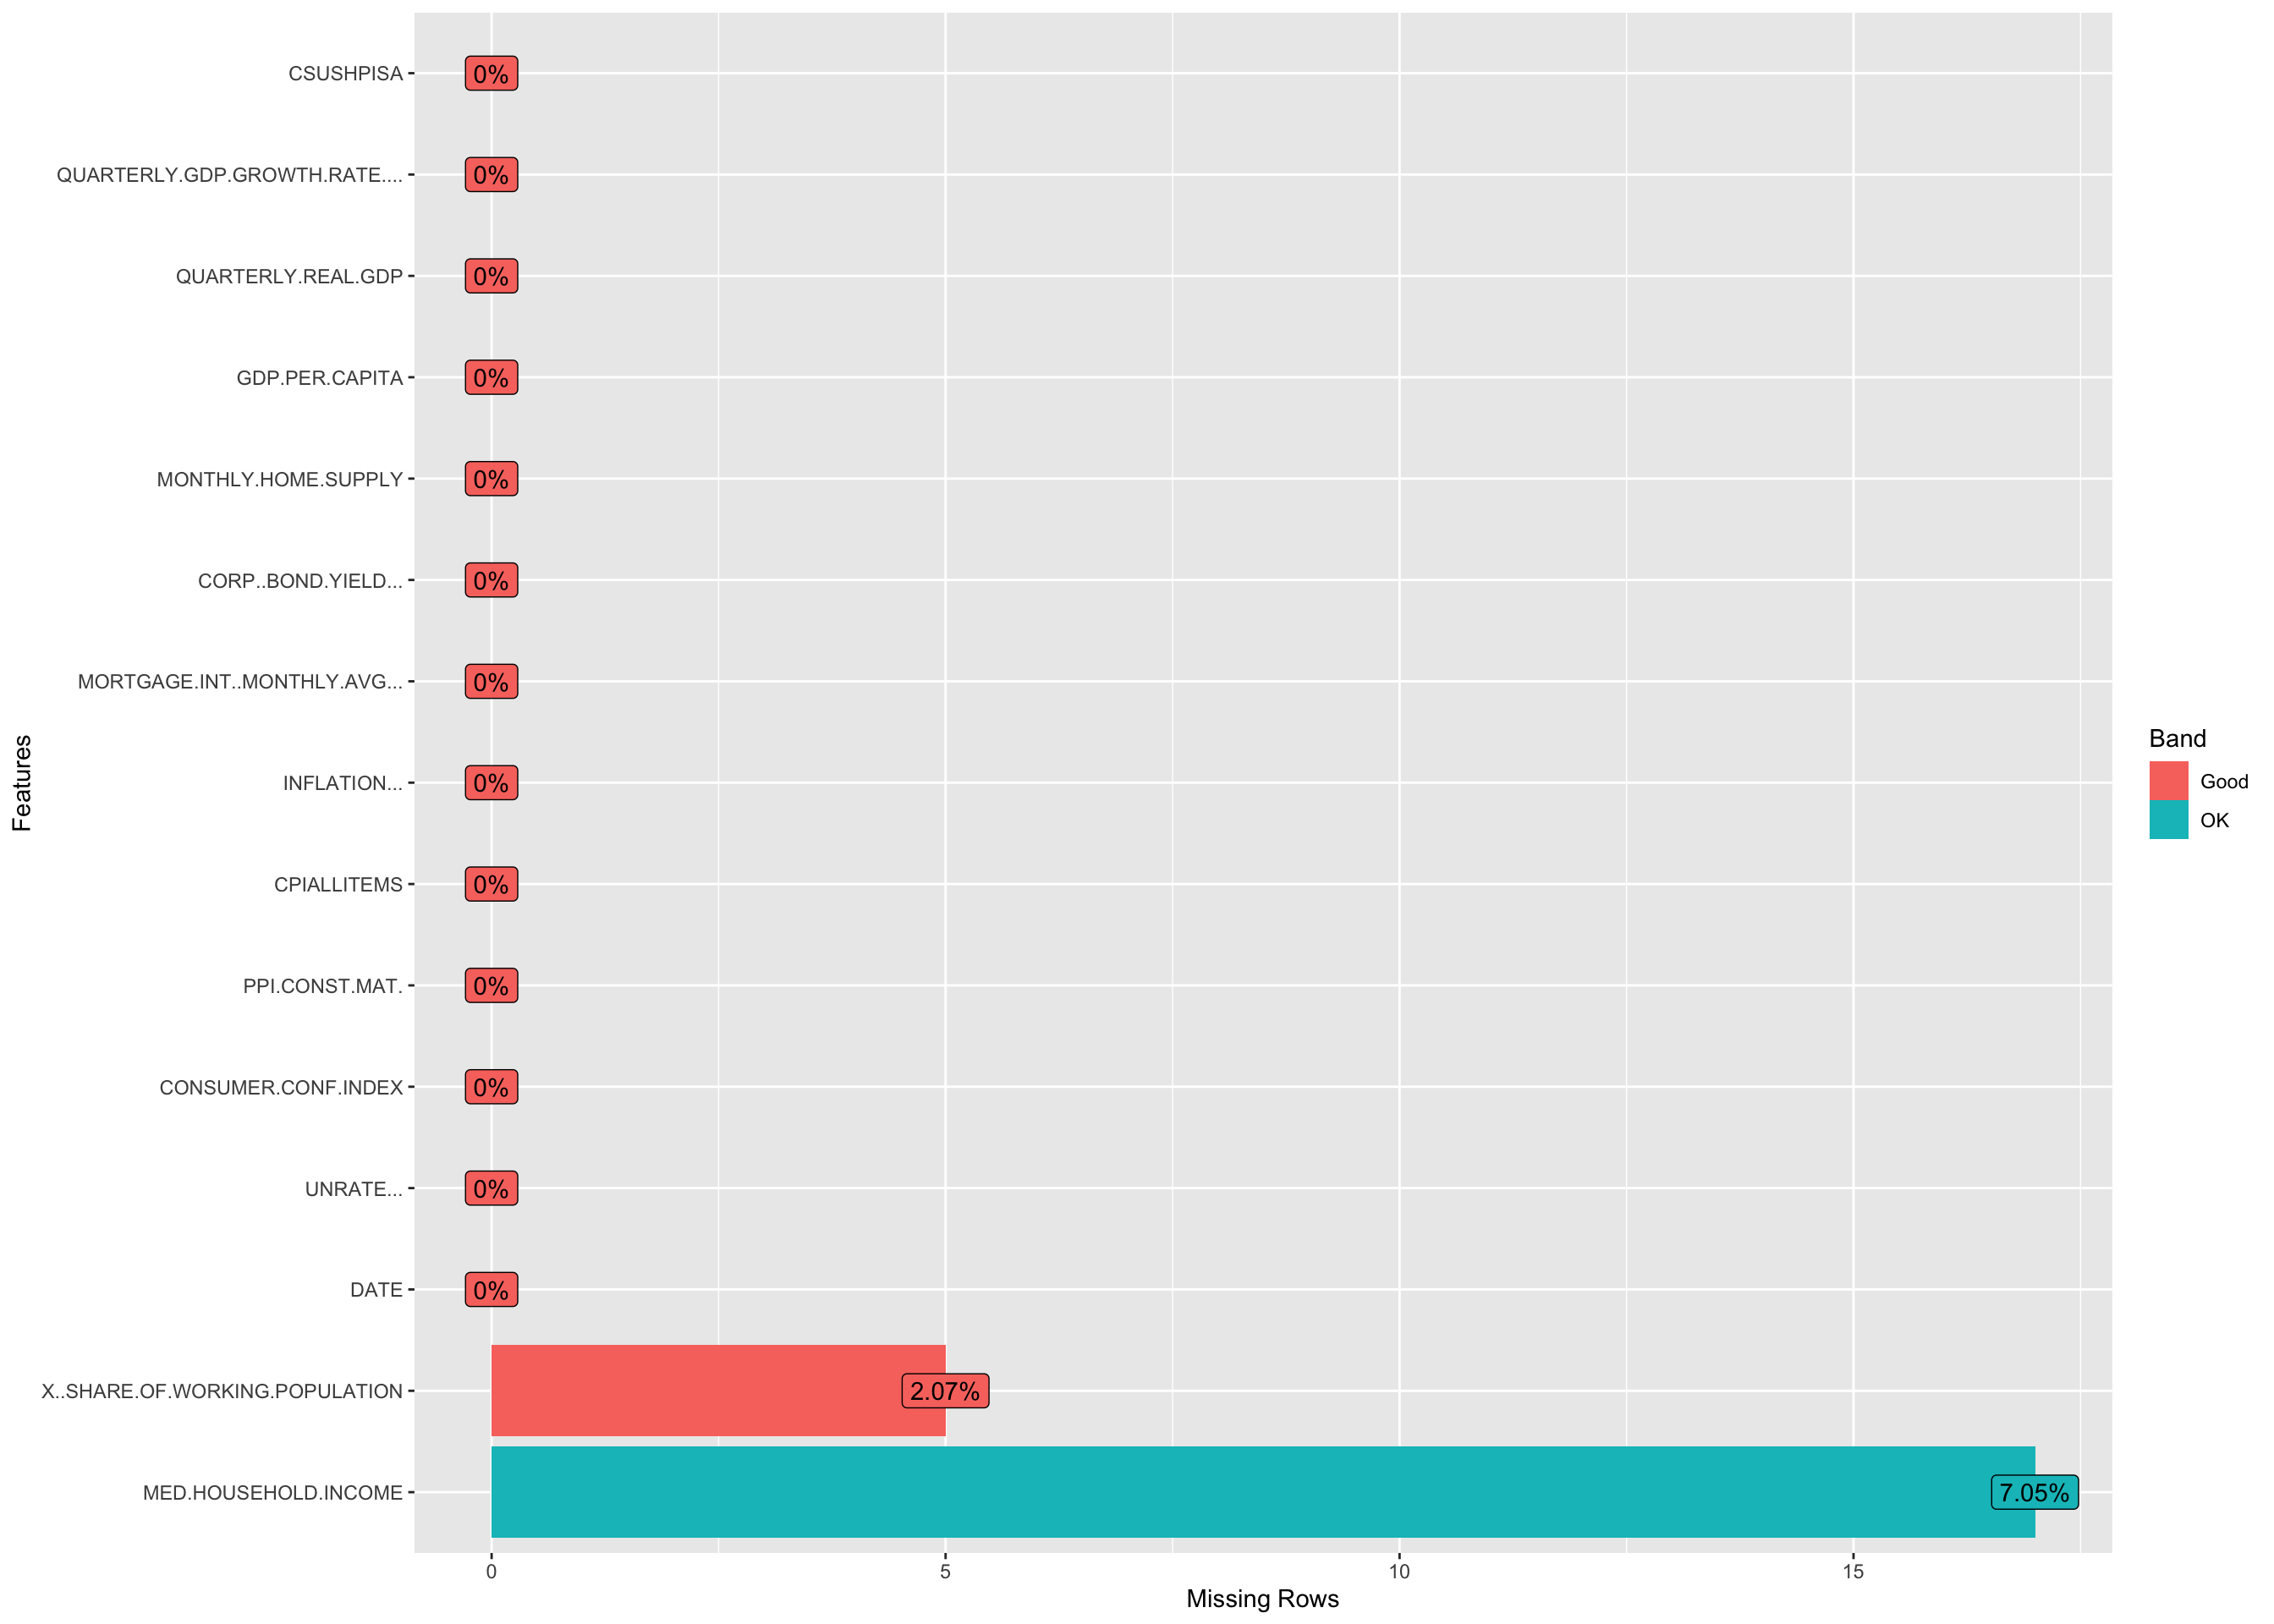 CSUSHPISA
0%
QUARTERLY.GDP.GROWTH.RATE....
0%
QUARTERLY.REAL.GDP
0%
GDP.PER.CAPITA
0%
MONTHLY.HOME.SUPPLY
0%
CORP..BOND.YIELD...
0%
MORTGAGE.INT..MONTHLY.AVG...
0%
INFLATION...
0%
CPIALLITEMS
0%
PPI.CONST.MAT.
0%
CONSUMER.CONF.INDEX
0%
UNRATE...
0%
DATE
0%
X..SHARE.OF.WORKING.POPULATION
2.07%
MED.HOUSEHOLD.INCOME
7.05%
Features
0 5 10 15
Missing Rows
Band
Good
OK